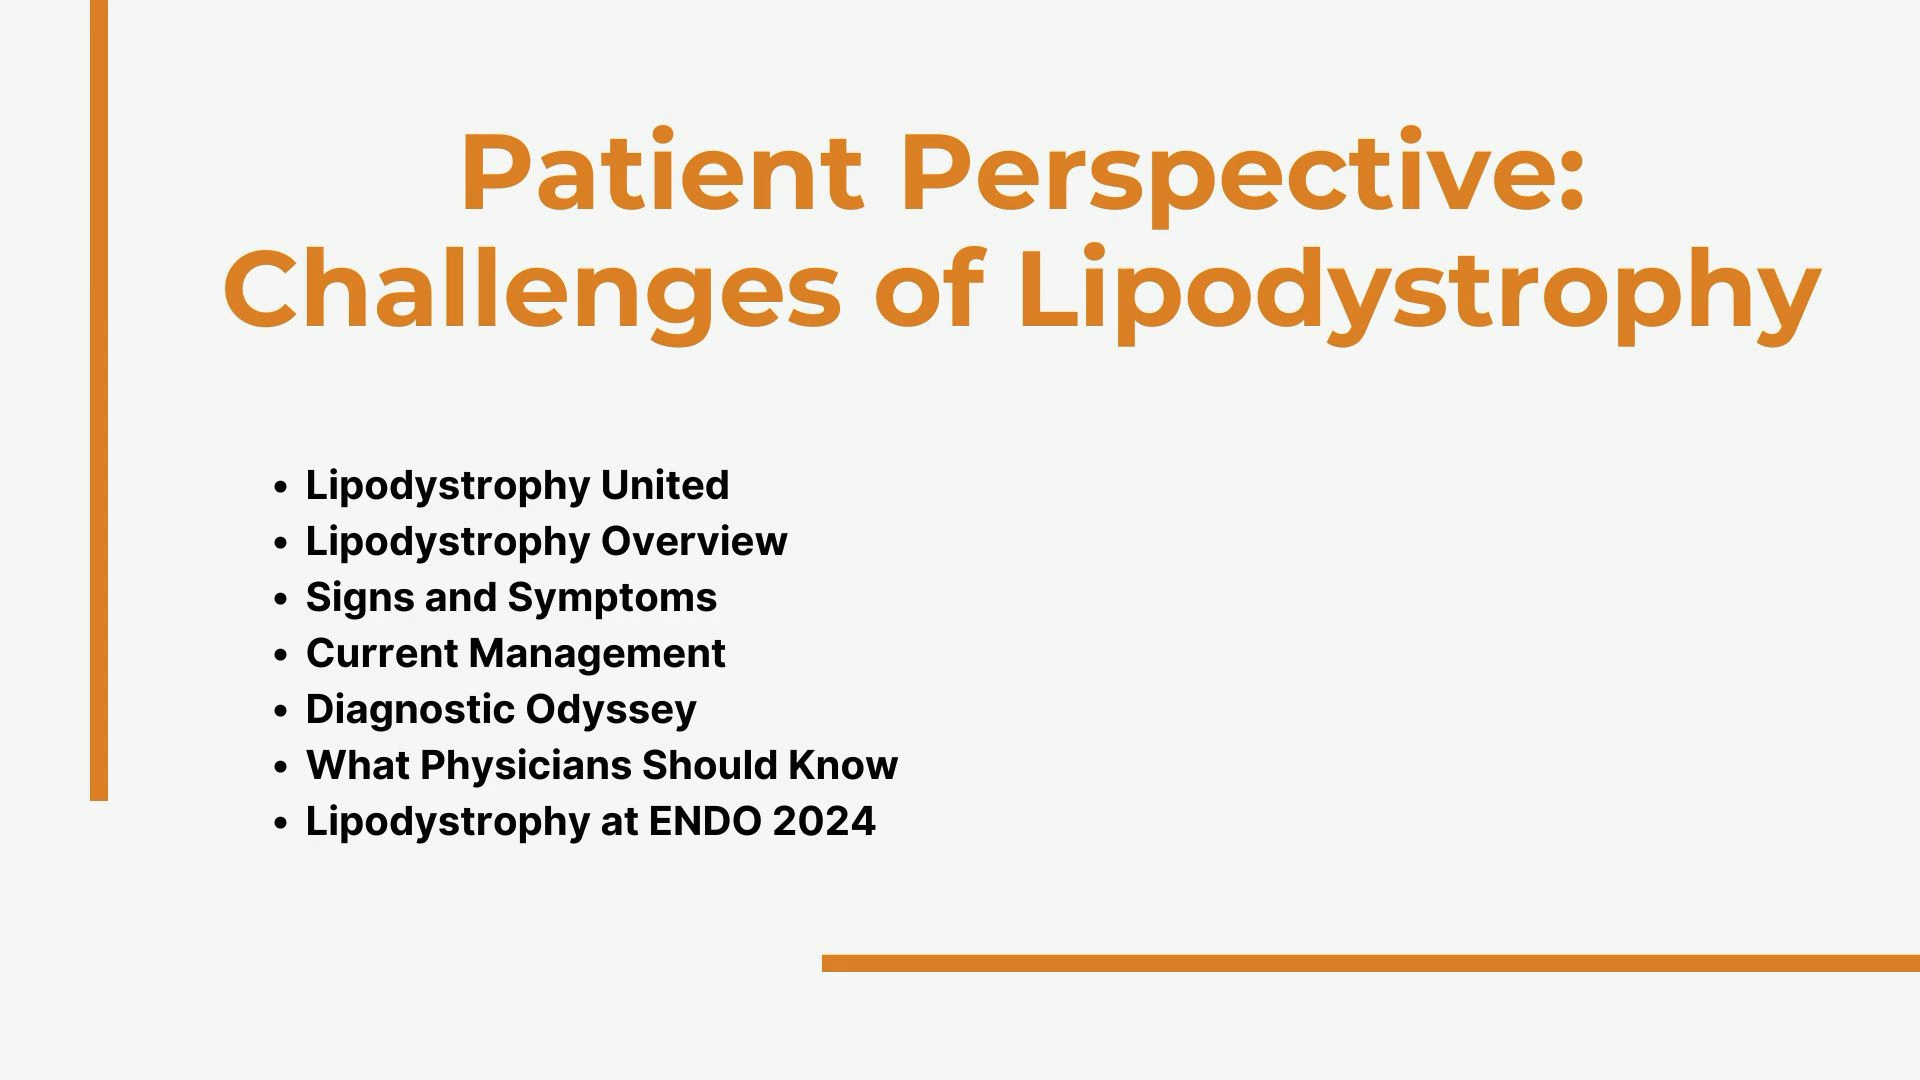 Patient Perspective:
Challenges of Lipodystrophy
• Lipodystrophy United
• Lipodystrophy Overview
• Signs and Symptoms
• Current Management
• Diagnostic Odyssey
• What Physicians Should Know
• Lipodystrophy at ENDO 2024